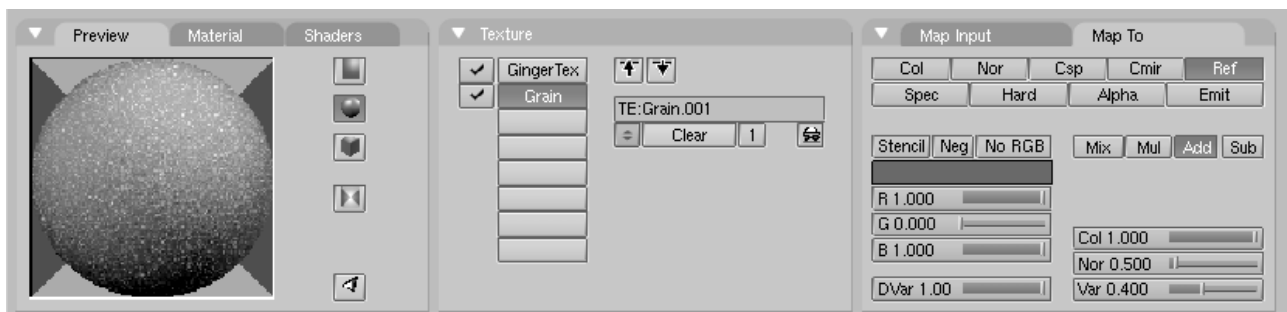 Preview Material Shaders
Texture
GingerTex
Grain
TE:Grain.001
Clear 1
Map Input Map To
Col Nor Csp Cmir Ref
Spec Hard Alpha Emit
Stencil Neg No RGB
Mix Mul Add Sub
R 1.000
G 0.000
B 1.000
DVar 1.00
Col 1.000
Nor 0.500
Var 0.400